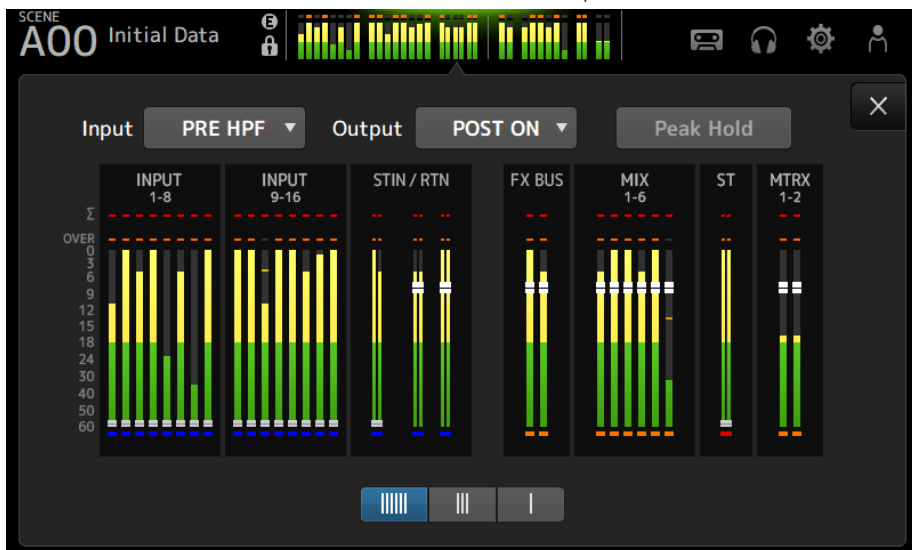 SCENE
A00 Initial Data
E
Input PRE HPF Output POST ON Peak Hold
INPUT INPUT STIN / RTN FX BUS MIX ST MTRX
1-8 9-16 1-6 1-2
Σ
OVER
0
3
6
9
12
15
18
24
30
40
50
60